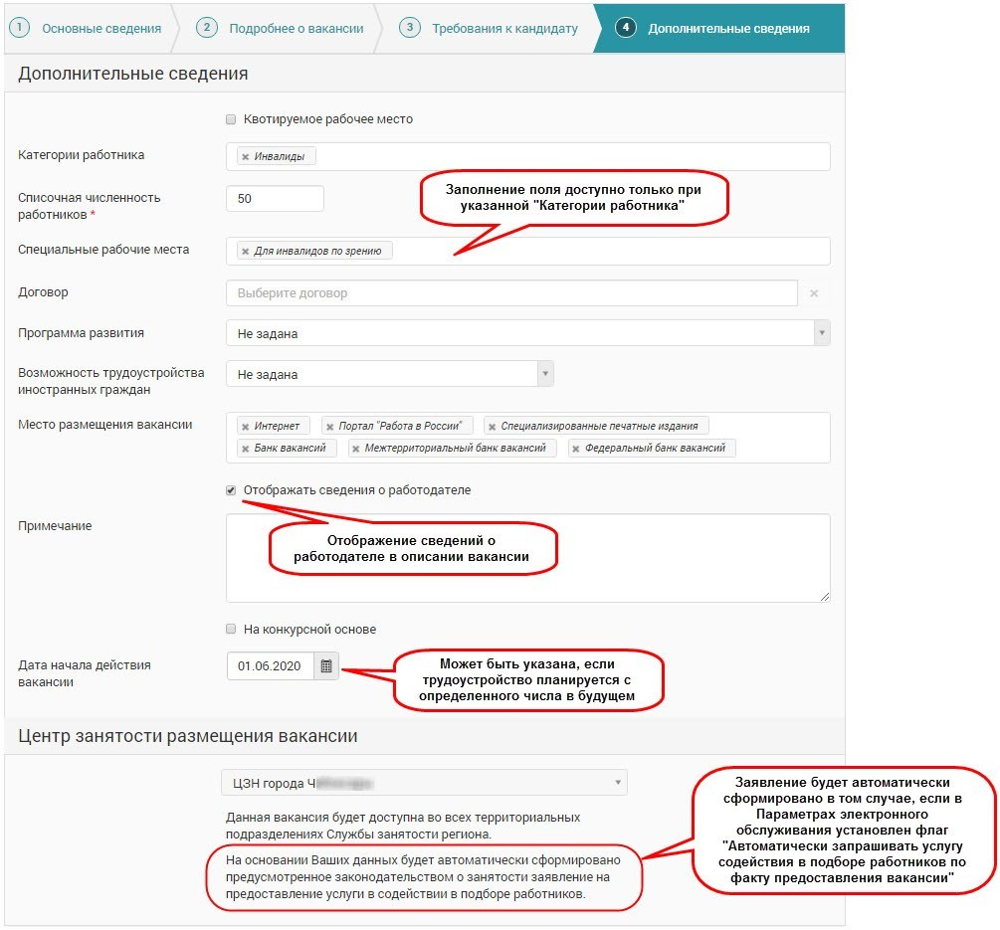 1 Основные сведения
2 Подробнее о вакансии
3 Требования к кандидату
4 Дополнительные сведения
Дополнительные сведения
Квотируемое рабочее место
Категории работника
Инвалиды
Заполнение поля доступно только при
указанной "Категории работника"
Списочная численность
работников *
50
Специальные рабочие места
Для инвалидов по зрению
Договор
Выберите договор
Программа развития
Не задана
Возможность трудоустройства
иностранных граждан
Не задана
Место размещения вакансии
Интернет
Портал "Работа в России"
Специализированные печатные издания
Банк вакансий
Межтерриториальный банк вакансий
Федеральный банк вакансий
Отображать сведения о работодателе
Примечание
Отображение сведений о
работодателе в описании вакансии
На конкурсной основе
Дата начала действия
вакансии
01.06.2020
Может быть указана, если
трудоустройство планируется с
определенного числа в будущем
Центр занятости размещения вакансии
ЦЗН города
Данная вакансия будет доступна во всех территориальных
подразделениях Службы занятости региона.
На основании Ваших данных будет автоматически сформировано
предусмотренное законодательством о занятости заявление на
предоставление услуги в содействии в подборе работников.
Заявление будет автоматически
сформировано в том случае, если в
Параметрах электронного
обслуживания установлен флаг
"Автоматически запрашивать услугу
содействия в подборе работников по
факту предоставления вакансии"